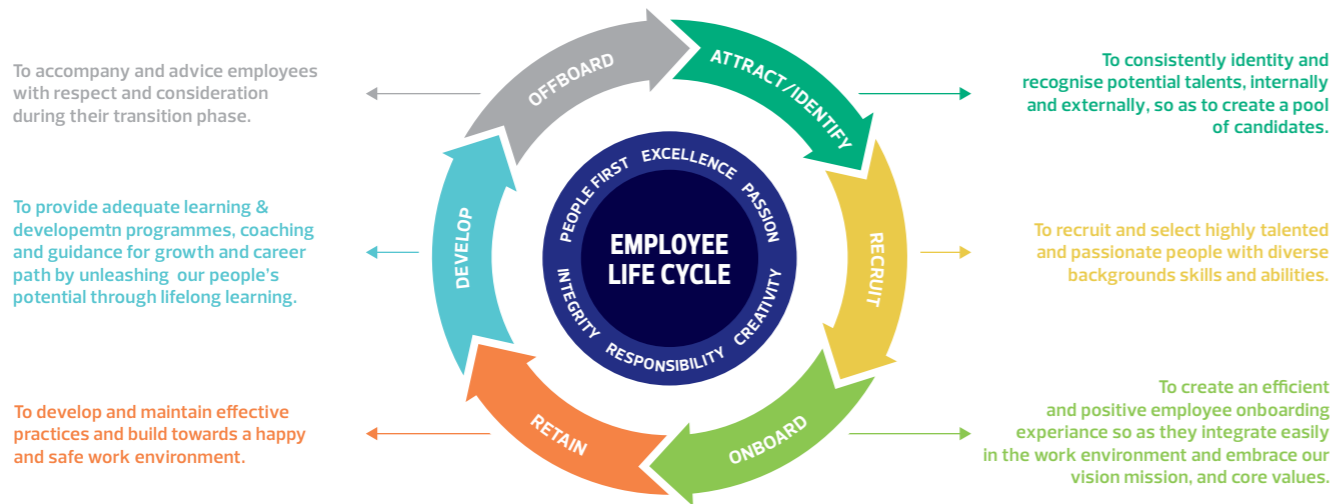 OFFBOARD
ATTRACT/IDENTIFY
To accompany and advice employees
with respect and consideration
during their transition phase.
To consistently identity and
recognise potential talents, internally
and externally, so as to create a pool
of candidates.
PEOPLE FIRST EXCELLENCE PASSION
CREATIVITY RESPONSIBILITY INTEGRITY
EMPLOYEE
LIFE CYCLE
DEVELOP
To provide adequate learning &
developemtn programmes, coaching
and guidance for growth and career
path by unleashing our people's
potential through lifelong learning.
RECRUIT
To recruit and select highly talented
and passionate people with diverse
backgrounds skills and abilities.
RETAIN
To develop and maintain effective
practices and build towards a happy
and safe work environment.
ONBOARD
To create an efficient
and positive employee onboarding
experiance so as they integrate easily
in the work environment and embrace our
vision mission, and core values.